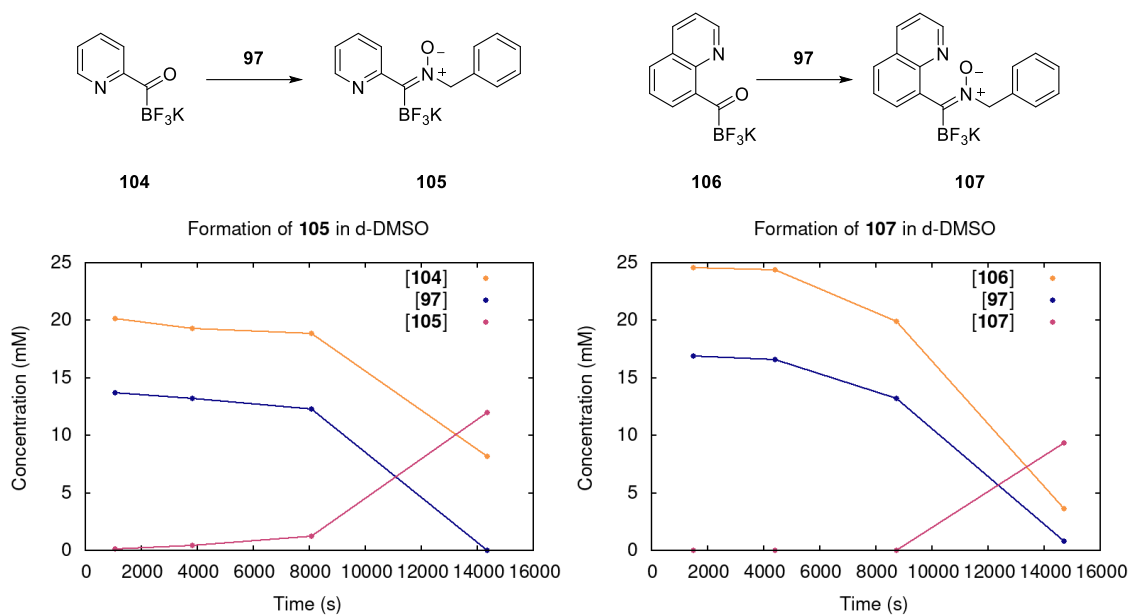 O
N
BF3K
97
N
BF3K
O−
N+
104
105
N
O
BF3K
97
N
BF3K
O−
N+
106
107
Formation of 105 in d-DMSO
Concentration (mM)
25
20
15
10
5
0
[104]
[97]
[105]
0 2000 4000 6000 8000 10000 12000 14000 16000
Time (s)
Formation of 107 in d-DMSO
Concentration (mM)
25
20
15
10
5
0
[106]
[97]
[107]
0 2000 4000 6000 8000 10000 12000 14000 16000
Time (s)